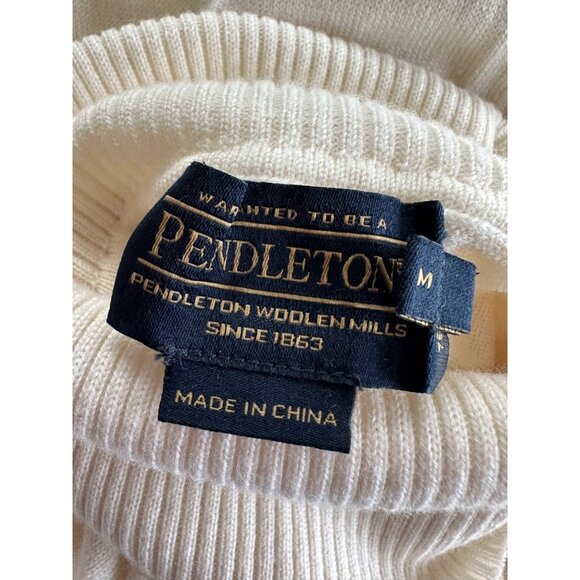 WARRANTED TO BE A
PENDLETON
PENDLETON WOOLEN MILLS
SINCE 1863
M
MADE IN CHINA